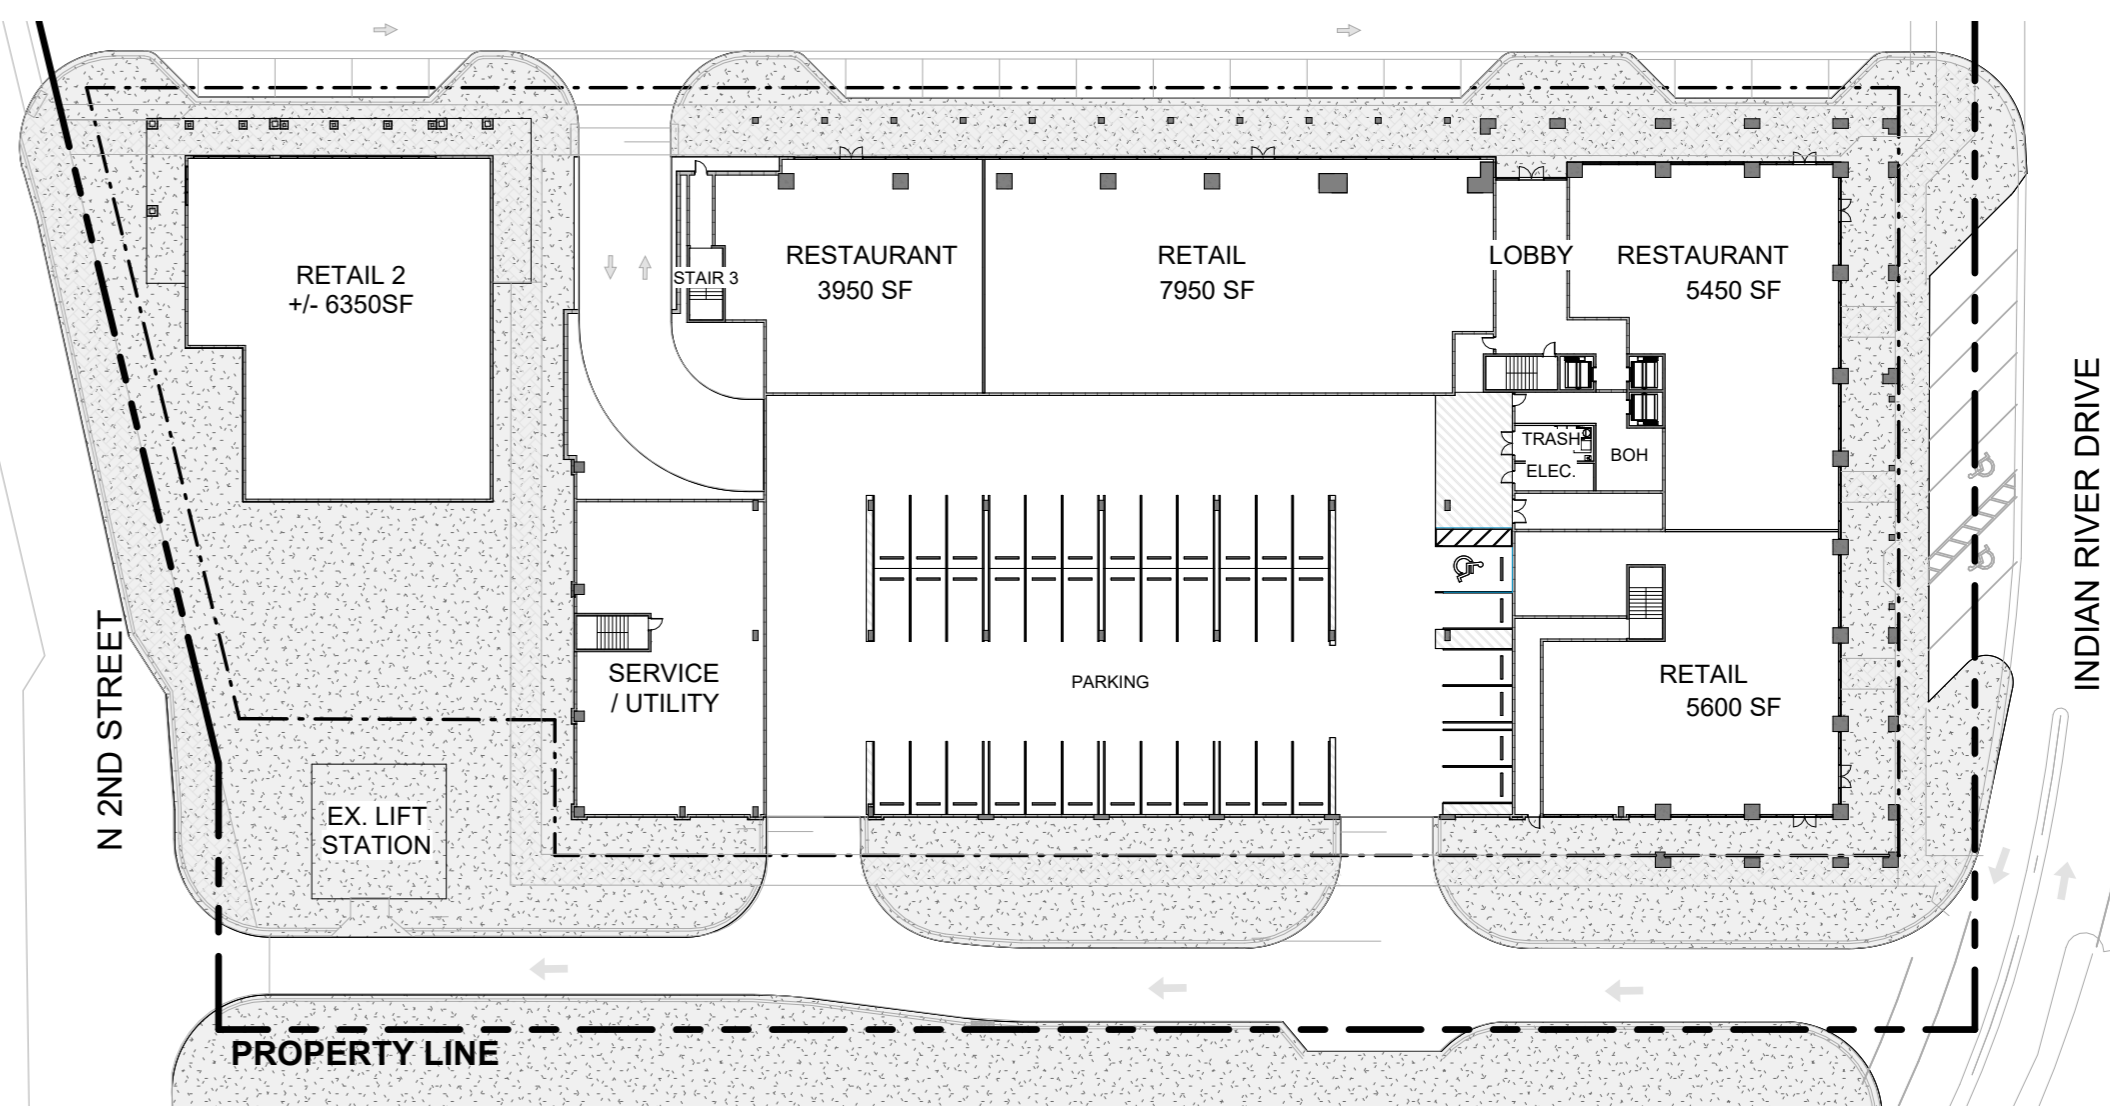 RETAIL 2
+/- 6350SF
STAIR 3
RESTAURANT
3950 SF
RETAIL
7950 SF
LOBBY
RESTAURANT
5450 SF
TRASH
ELEC.
BOH
INDIAN RIVER DRIVE
N 2ND STREET
SERVICE
/ UTILITY
PARKING
RETAIL
5600 SF
EX. LIFT
STATION
PROPERTY LINE